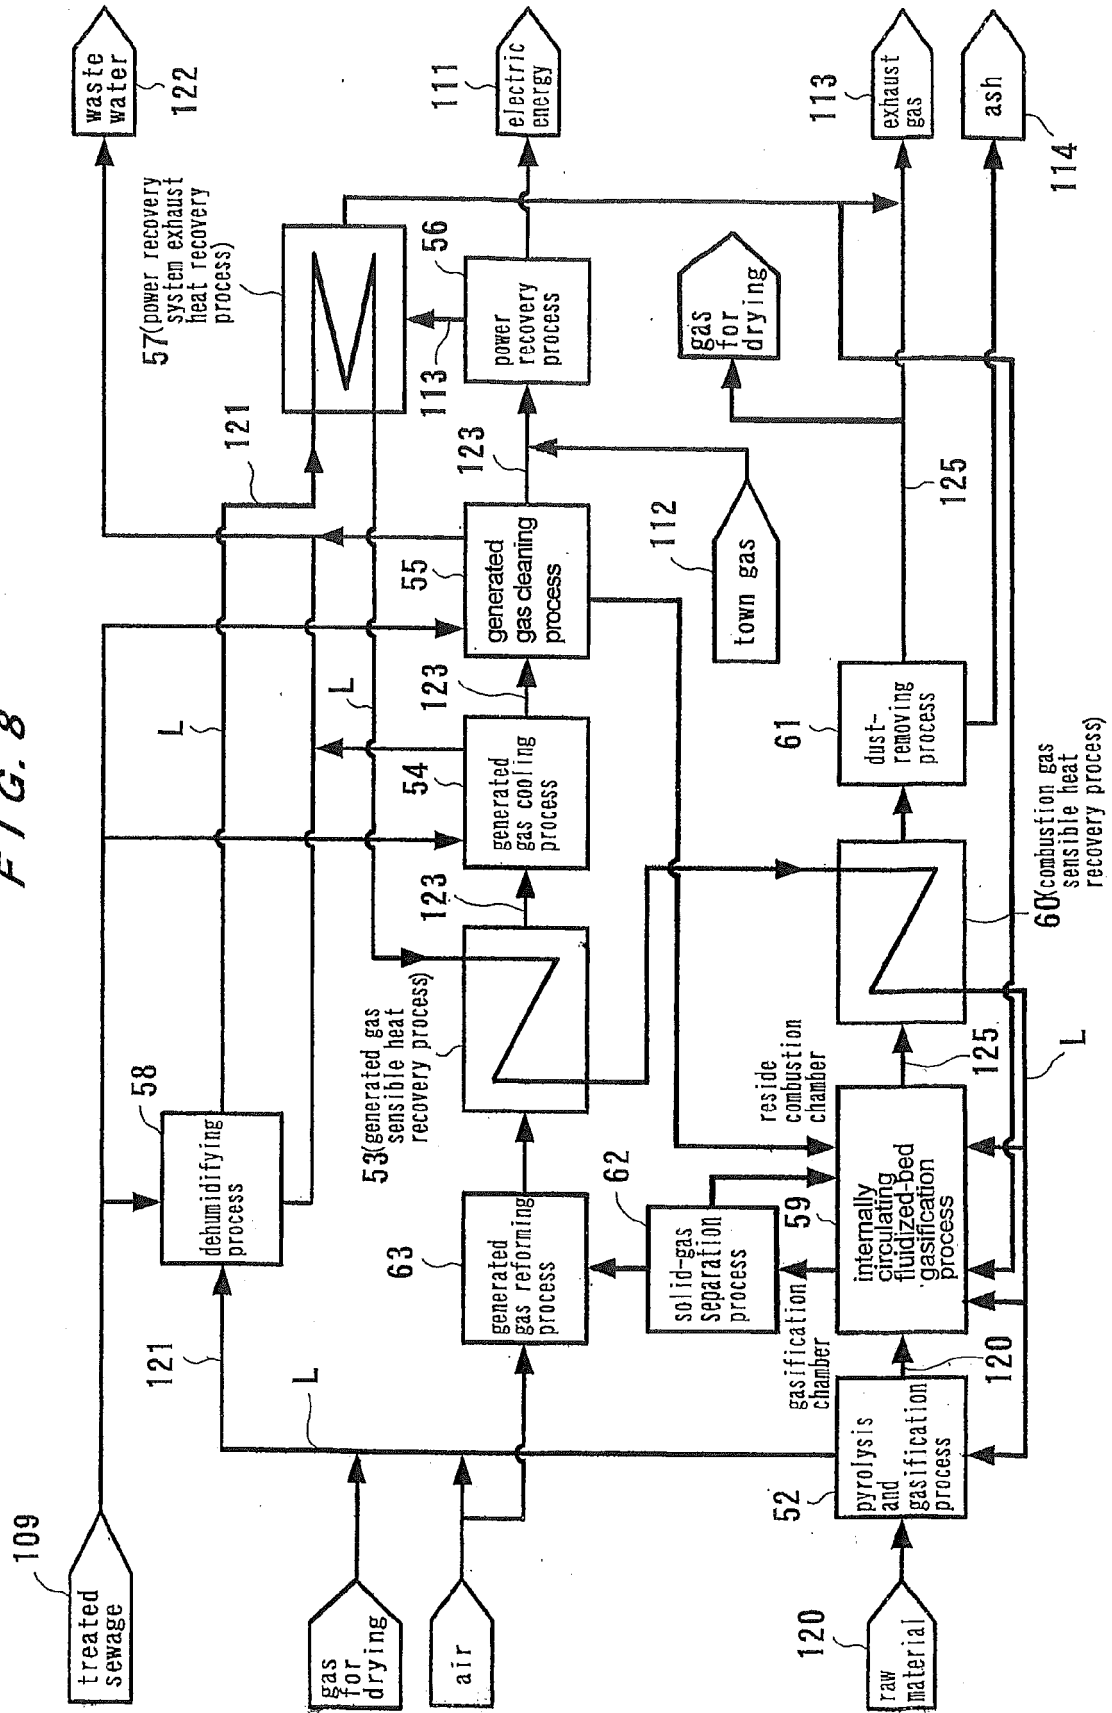 FIG. 8
109
treated
sewage
gas
for
drying
air
120
raw
material
121
L
58
dehumidifying
process
L
121
57(power recovery
system exhaust
heat recovery
process)
waste
water
122
53(generated gas
sensible heat
recovery process)
63
generated
gas reforming
process
123
54
generated
gas cooling
process
L
123
55
generated
gas cleaning
process
123
113
56
power
recovery
process
111
electric
energy
62
solid-gas
separation
process
112
town gas
gas
for
drying
gasification
chamber
reside
combustion
chamber
52
pyrolysis
and
gasification
process
120
59
internally
circulating
fluidized-bed
gasification
process
125
L
60(combustion gas
sensible heat
recovery process)
61
dust-
removing
process
125
113
exhaust
gas
ash
114